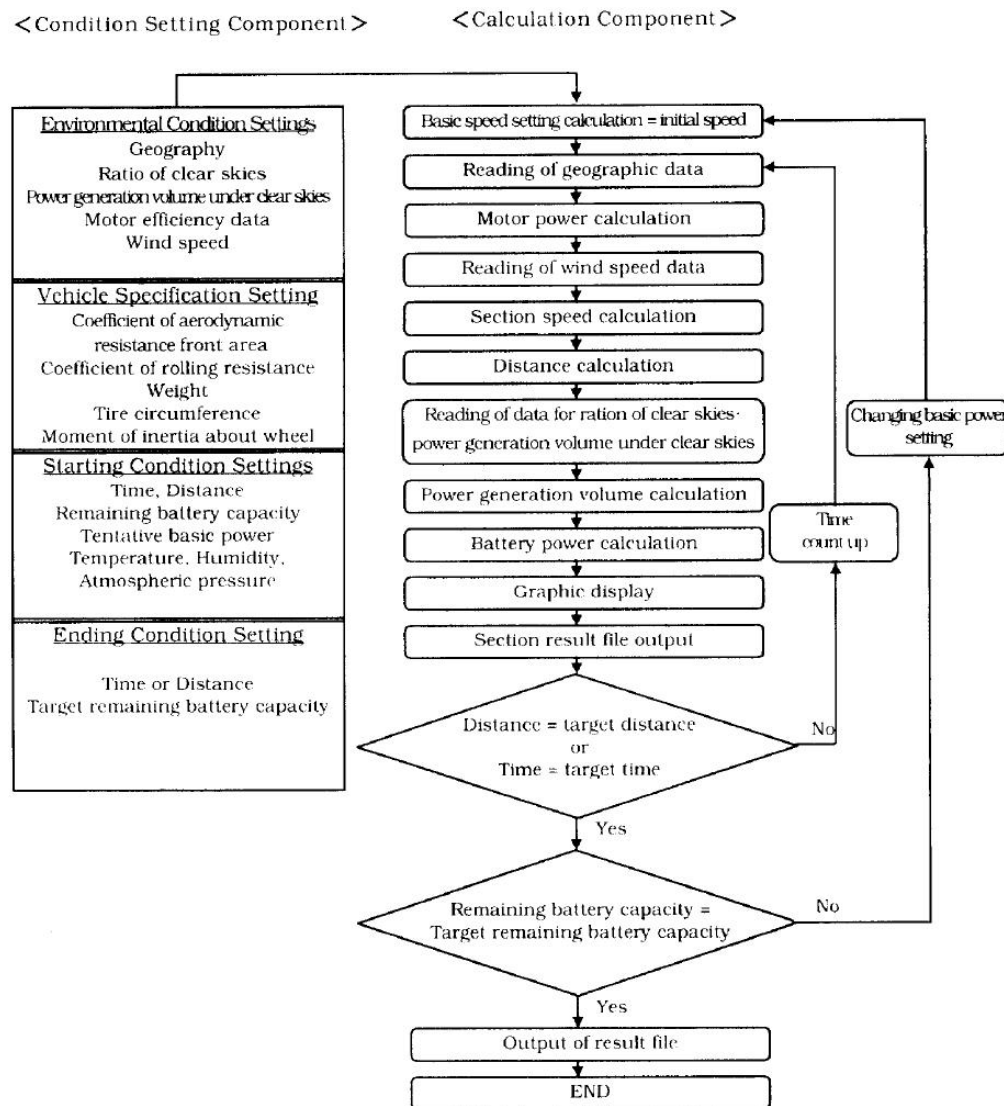 <Condition Setting Component>
<Calculation Component>
Environmental Condition Settings
Geography
Ratio of clear skies
Power generation volume under clear skies
Motor efficiency data
Wind speed
Vehicle Specification Setting
Coefficient of aerodynamic
resistance front area
Coefficient of rolling resistance
Weight
Tire circumference
Moment of inertia about wheel
Starting Condition Settings
Time, Distance
Remaining battery capacity
Tentative basic power
Temperature, Humidity,
Atmospheric pressure
Ending Condition Setting
Time or Distance
Target remaining battery capacity
Basic speed setting calculation = initial speed
Reading of geographic data
Motor power calculation
Reading of wind speed data
Section speed calculation
Distance calculation
Reading of data for ration of clear skies·
power generation volume under clear skies
Power generation volume calculation
Battery power calculation
Graphic display
Section result file output
Distance = target distance
or
Time = target time
No
Time
count up
Yes
Remaining battery capacity =
Target remaining battery capacity
No
Changing basic power
setting
Yes
Output of result file
END